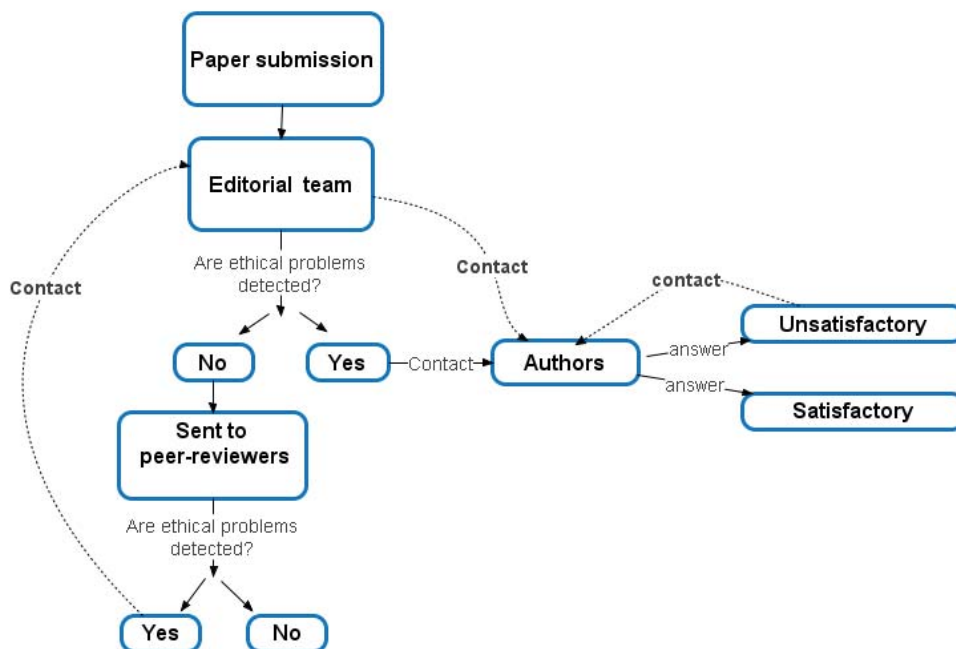 Paper submission
Editorial team
Are ethical problems
detected?
Contact
Contact
contact
Unsatisfactory
No
Yes
Contact
Authors
answer
answer
Satisfactory
Sent to
peer-reviewers
Are ethical problems
detected?
Yes
No